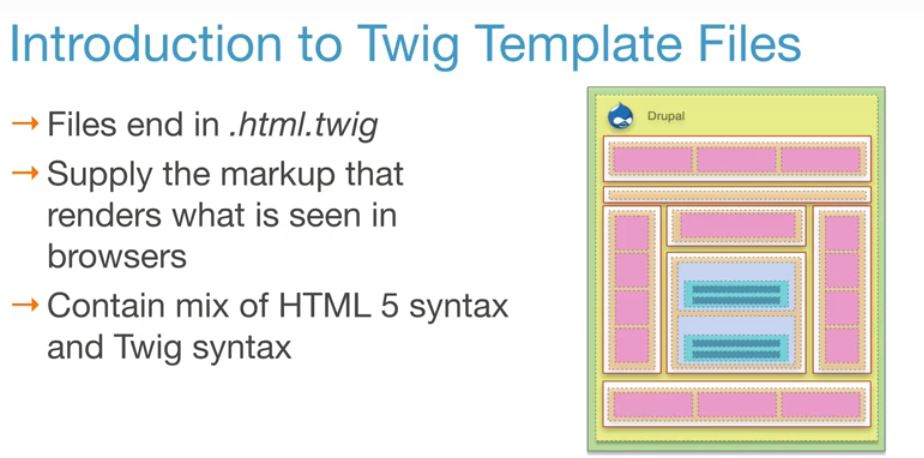 Introduction to Twig Template Files
→ Files end in .html.twig
→ Supply the markup that
renders what is seen in
browsers
→ Contain mix of HTML 5 syntax
and Twig syntax
Drupal